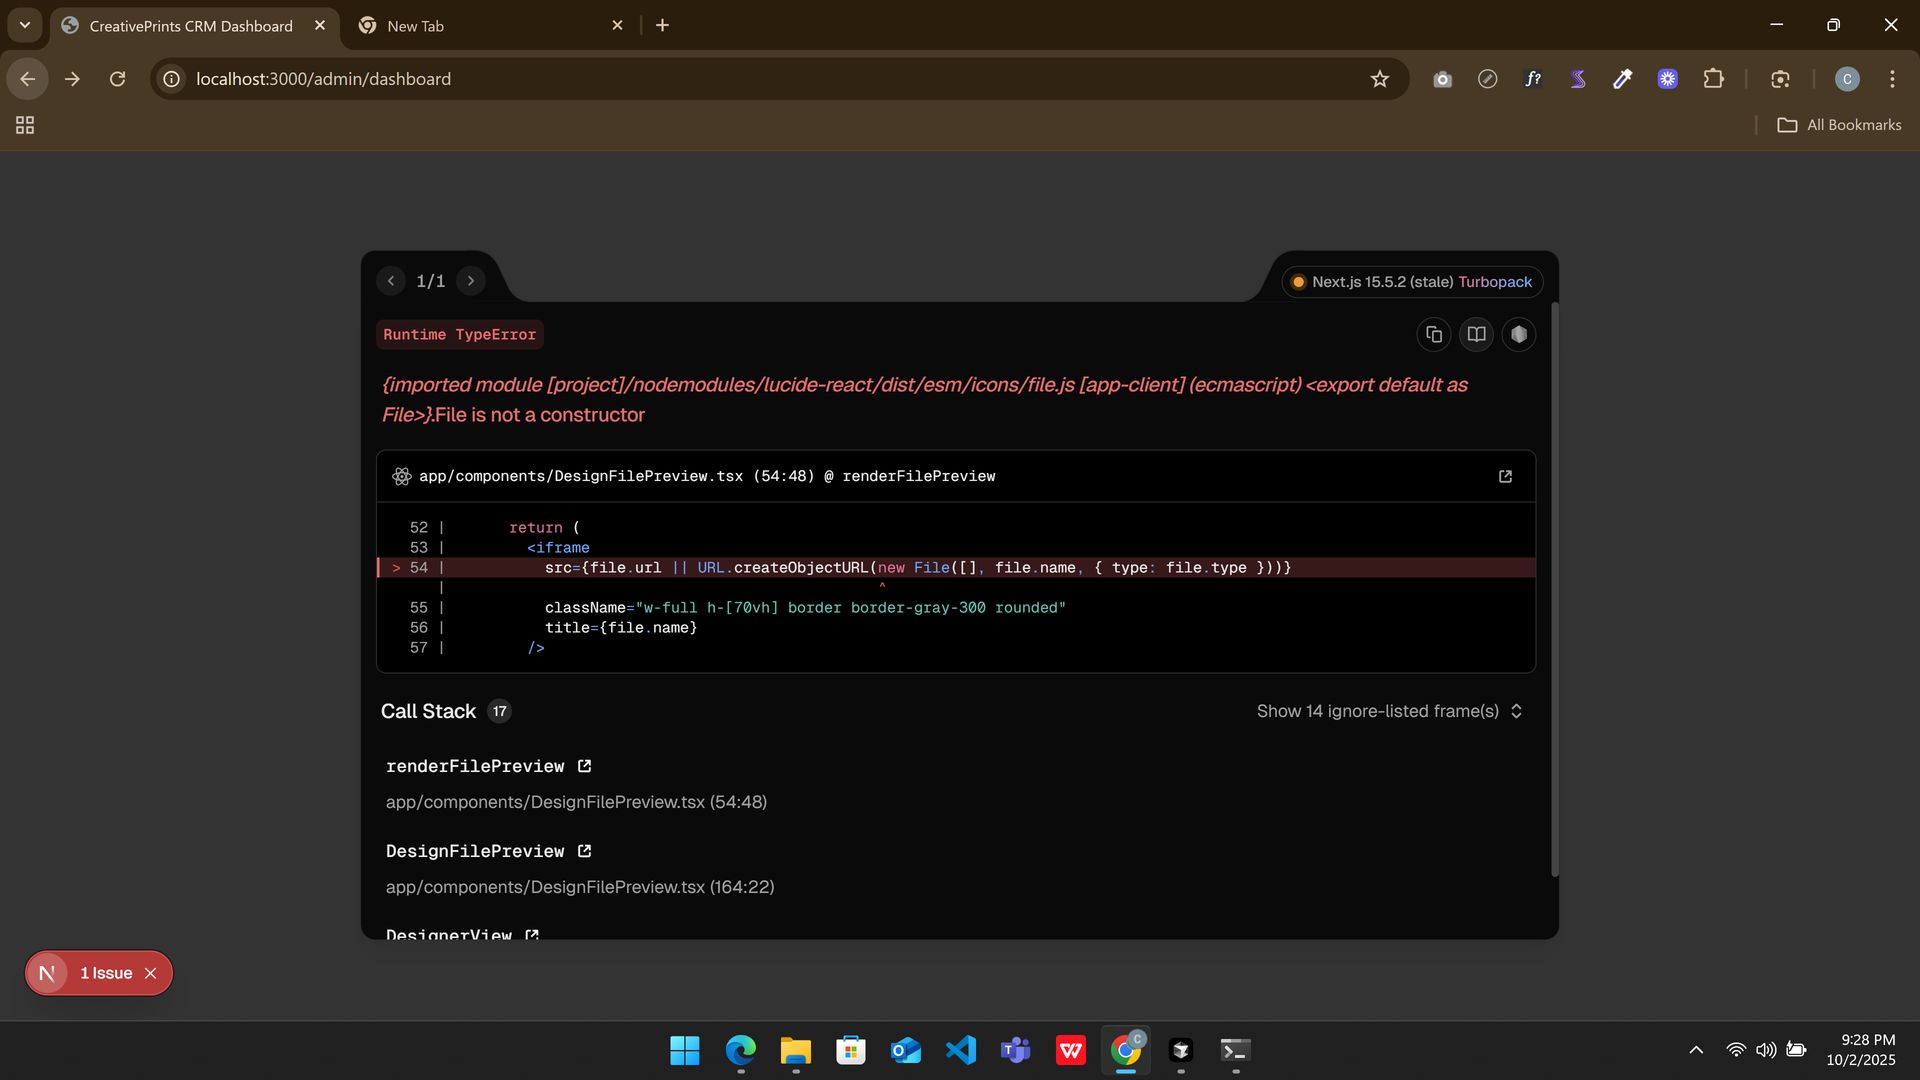 CreativePrints CRM Dashboard
New Tab
localhost:3000/admin/dashboard
f?
C
All Bookmarks
1/1
Next.js 15.5.2 (stale) Turbopack
Runtime TypeError
{imported module [project]/nodemodules/lucide-react/dist/esm/icons/file.js [app-client] (ecmascript) <export default as
File>}.File is not a constructor
app/components/DesignFilePreview.tsx (54:48) @ renderFilePreview
52 | return (
53 | <iframe
> 54 | src={file.url || URL.createObjectURL(new File([], file.name, { type: file.type }))}
| ^
55 | className="w-full h-[70vh] border border-gray-300 rounded"
56 | title={file.name}
57 | />
Call Stack 17
Show 14 ignore-listed frame(s)
renderFilePreview
app/components/DesignFilePreview.tsx (54:48)
DesignFilePreview
app/components/DesignFilePreview.tsx (164:22)
DesignerView
N 1 Issue
C
9:28 PM
10/2/2025